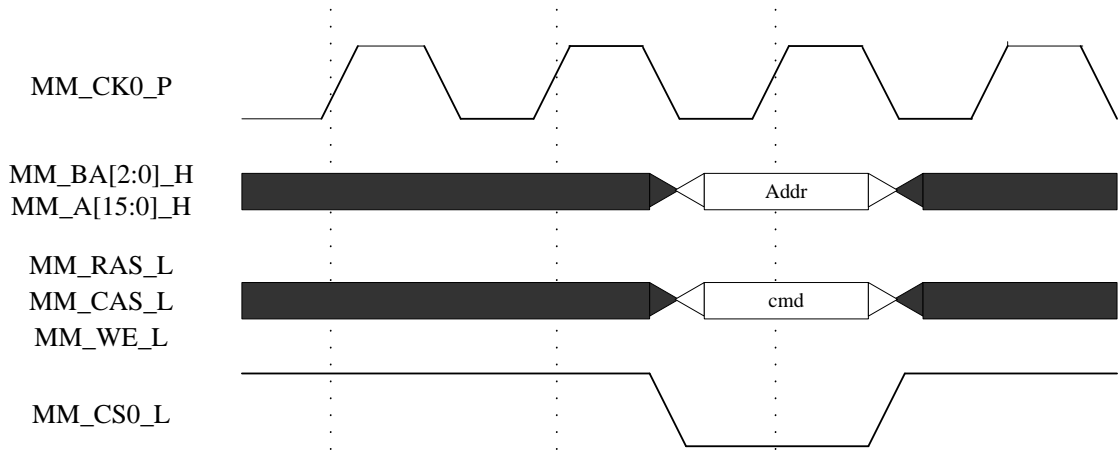 MM_CK0_P
MM_BA[2:0]_H
MM_A[15:0]_H
Addr
MM_RAS_L
MM_CAS_L
cmd
MM_WE_L
MM_CS0_L